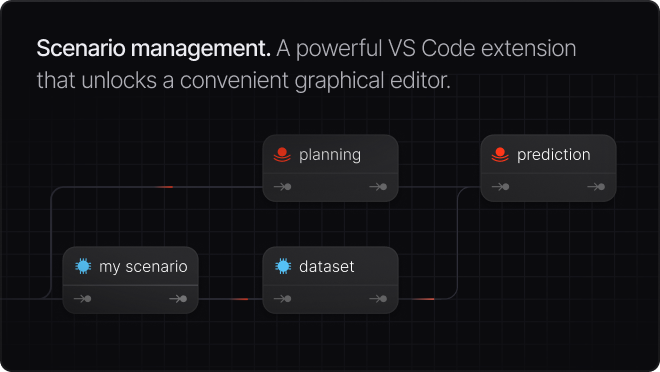 Scenario management. A powerful VS Code extension
that unlocks a convenient graphical editor.
planning
prediction
my scenario
dataset